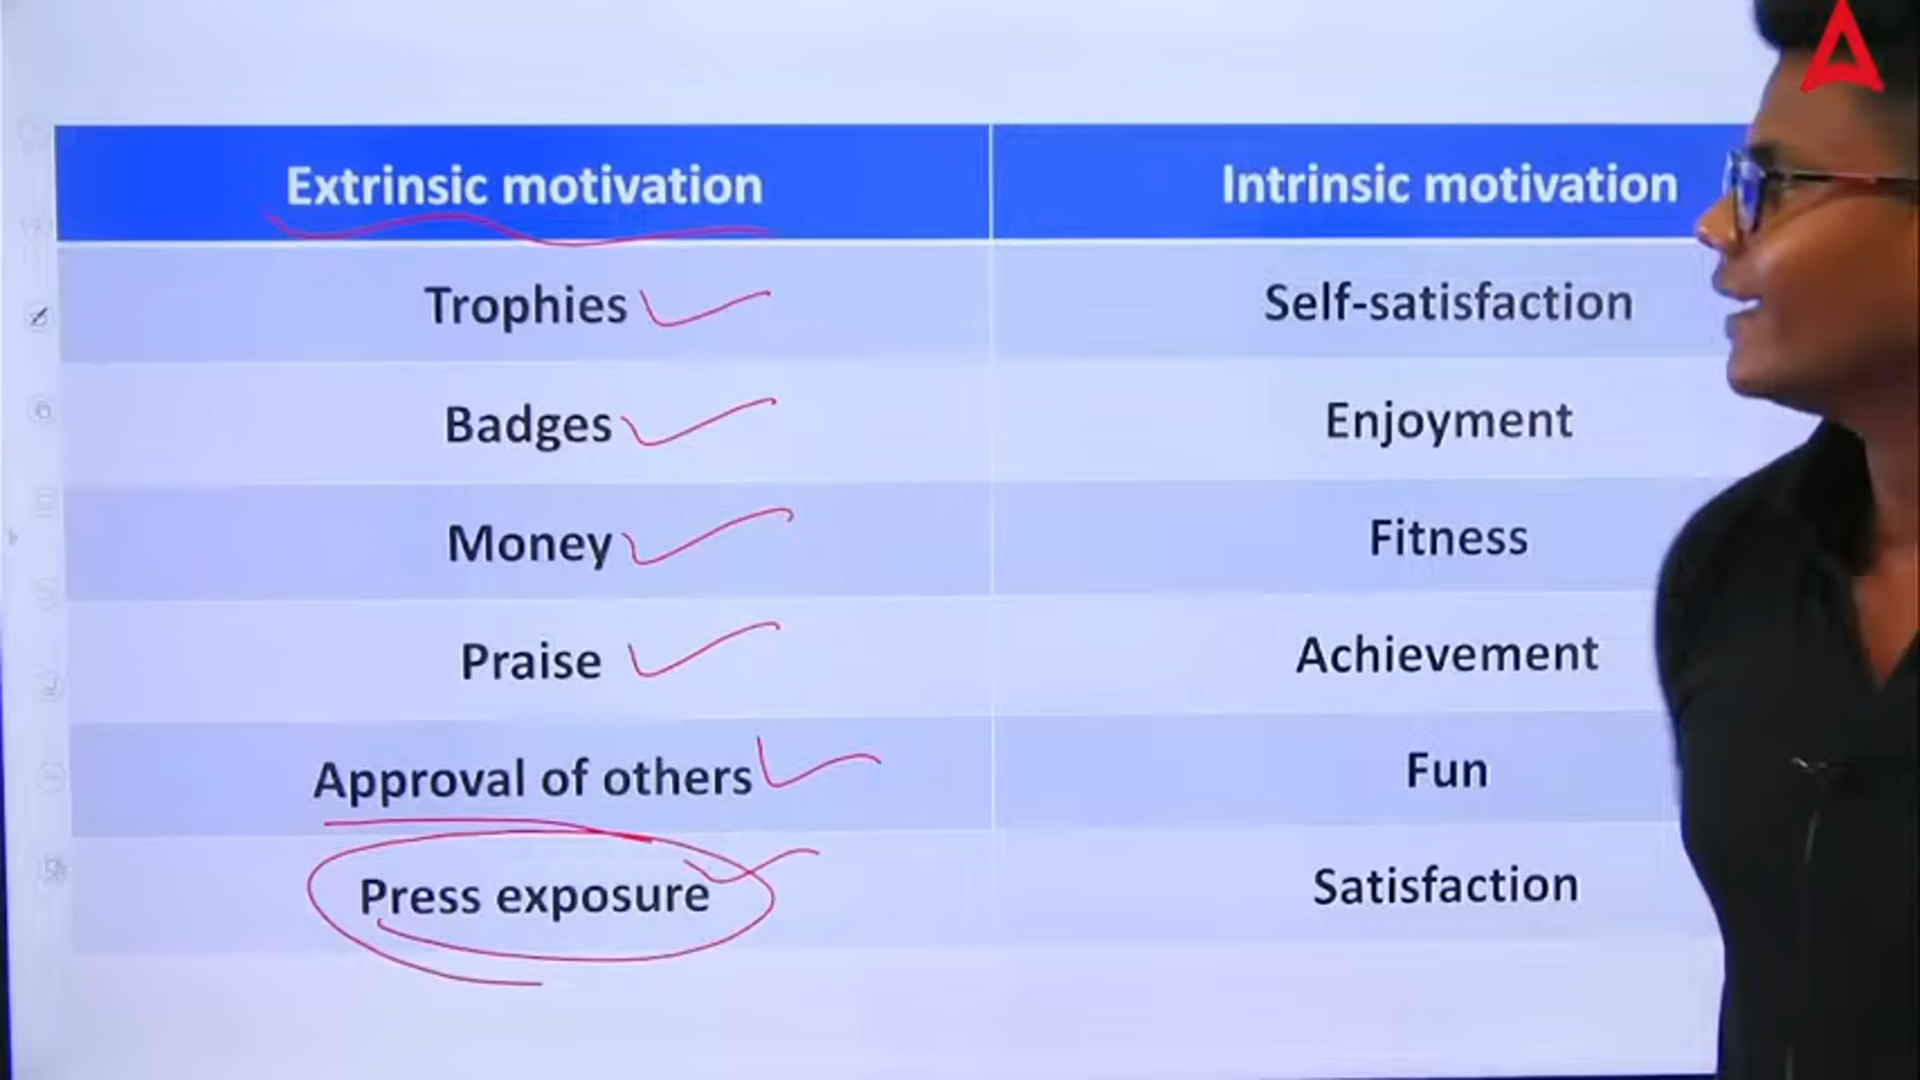 Extrinsic motivation Intrinsic motivation
Trophies Self-satisfaction
Badges Enjoyment
Money Fitness
Praise Achievement
Approval of others Fun
Press exposure Satisfaction